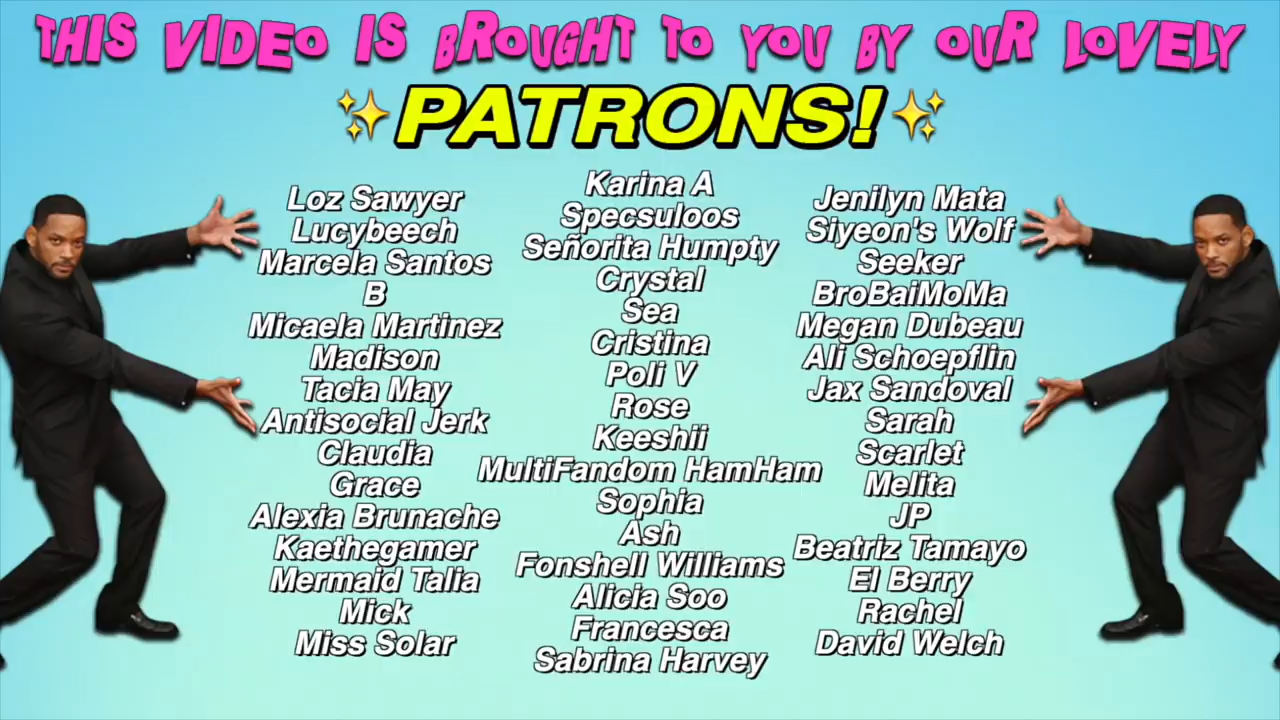 THIS VIDEO IS BROUGHT TO YOU BY OUR LOVELY
✨PATRONS!✨
Loz Sawyer
Lucybeech
Marcela Santos
B
Micaela Martinez
Madison
Tacia May
Antisocial Jerk
Claudia
Grace
Alexia Brunache
Kaethegamer
Mermaid Talia
Mick
Miss Solar
Karina A
Specsuloos
Señorita Humpty
Crystal
Sea
Cristina
Poli V
Rose
Keeshii
MultiFandom HamHam
Sophia
Ash
Fonshell Williams
Alicia Soo
Francesca
Sabrina Harvey
Jenilyn Mata
Siyeon's Wolf
Seeker
BroBaiMoMa
Megan Dubeau
Ali Schoepflin
Jax Sandoval
Sarah
Scarlet
Melita
JP
Beatriz Tamayo
El Berry
Rachel
David Welch